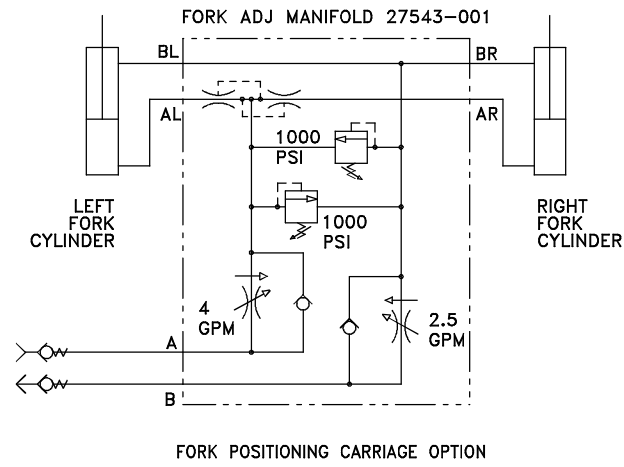 FORK ADJ MANIFOLD 27543-001
BL
BR
AL
AR
1000
PSI
LEFT
FORK
CYLINDER
RIGHT
FORK
CYLINDER
1000
PSI
4
GPM
2.5
GPM
A
B
FORK POSITIONING CARRIAGE OPTION